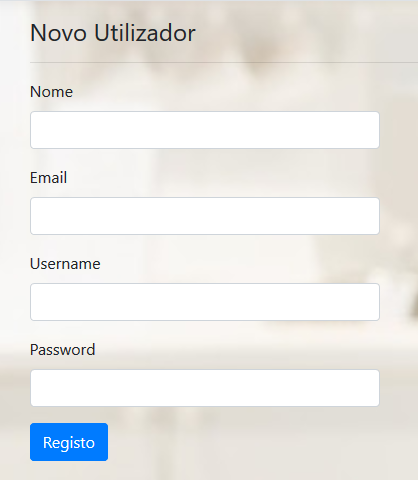 Novo Utilizador
Nome
Email
Username
Password
Registo